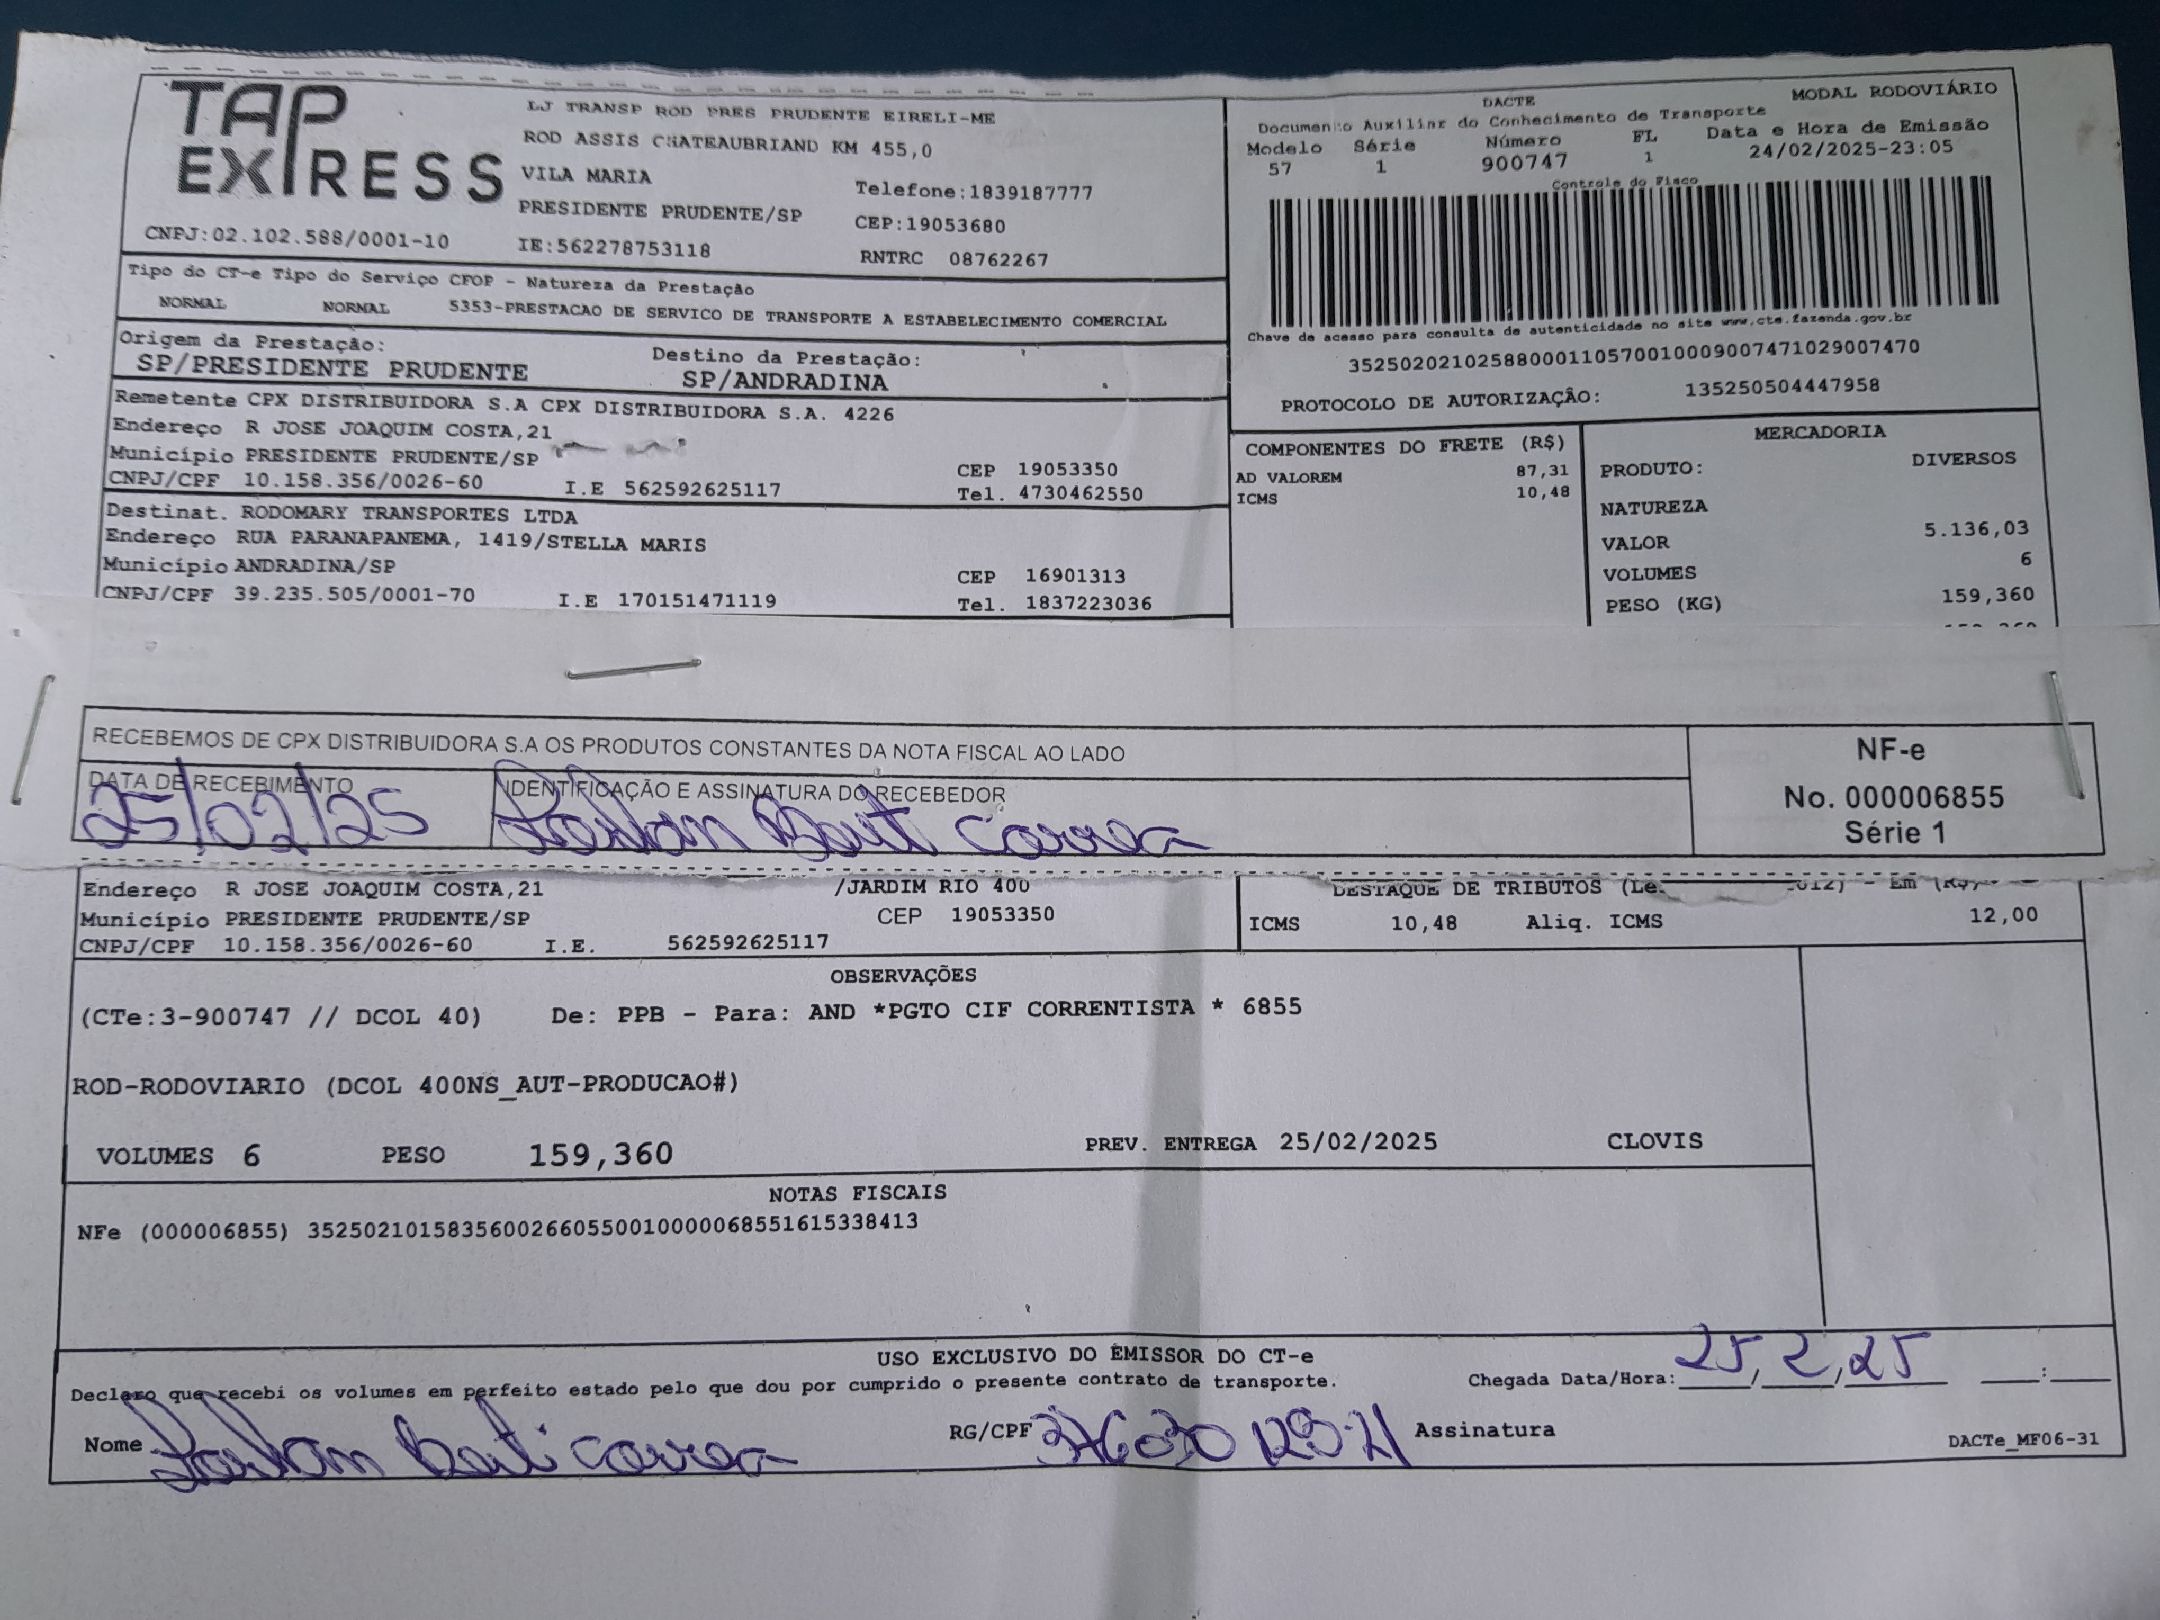 TAP
EXPRESS
LJ TRANSP ROD PRES PRUDENTE EIRELI-ME
ROD ASSIS CHATEAUBRIAND KM 455,0
VILA MARIA
Telefone:1839187777
PRESIDENTE PRUDENTE/SP
CEP:19053680
CNPJ:02.102.588/0001-10
IE:562278753118
RNTRC 08762267
DACTE
MODAL RODOVIÁRIO
Documento Auxiliar do Conhecimento de Transporte
Modelo Série Número FL Data e Hora de Emissão
57 1 900747 1 24/02/2025-23:05
Controle do Fisco
Chave de acesso para consulta de autenticidade no site www.cte.fazenda.gov.br
35250202102588000110570010009007471029007470
PROTOCOLO DE AUTORIZAÇÃO: 135250504447958
Tipo do CT-e Tipo do Serviço CFOP - Natureza da Prestação
NORMAL NORMAL 5353-PRESTACAO DE SERVICO DE TRANSPORTE A ESTABELECIMENTO COMERCIAL
Origem da Prestação: Destino da Prestação:
SP/PRESIDENTE PRUDENTE SP/ANDRADINA
Remetente CPX DISTRIBUIDORA S.A CPX DISTRIBUIDORA S.A. 4226
Endereço R JOSE JOAQUIM COSTA,21
Município PRESIDENTE PRUDENTE/SP CEP 19053350
CNPJ/CPF 10.158.356/0026-60 I.E 562592625117 Tel. 4730462550
Destinat. RODOMARY TRANSPORTES LTDA
Endereço RUA PARANAPANEMA, 1419/STELLA MARIS
Município ANDRADINA/SP CEP 16901313
CNPJ/CPF 39.235.505/0001-70 I.E 170151471119 Tel. 1837223036
COMPONENTES DO FRETE (R$)
AD VALOREM 87,31
ICMS 10,48
MERCADORIA
PRODUTO: DIVERSOS
NATUREZA
VALOR 5.136,03
VOLUMES 6
PESO (KG) 159,360
RECEBEMOS DE CPX DISTRIBUIDORA S.A OS PRODUTOS CONSTANTES DA NOTA FISCAL AO LADO
DATA DE RECEBIMENTO IDENTIFICAÇÃO E ASSINATURA DO RECEBEDOR
25/02/25 Correa
NF-e
No. 000006855
Série 1
Endereço R JOSE JOAQUIM COSTA,21 /JARDIM RIO 400
Município PRESIDENTE PRUDENTE/SP CEP 19053350
CNPJ/CPF 10.158.356/0026-60 I.E. 562592625117
DESTAQUE DE TRIBUTOS
ICMS 10,48 Aliq. ICMS 12,00
OBSERVAÇÕES
(CTe:3-900747 // DCOL 40) De: PPB - Para: AND *PGTO CIF CORRENTISTA * 6855
ROD-RODOVIARIO (DCOL 400NS_AUT-PRODUCAO#)
VOLUMES 6 PESO 159,360 PREV. ENTREGA 25/02/2025 CLOVIS
NOTAS FISCAIS
NFe (000006855) 35250210158356002660550010000068551615338413
USO EXCLUSIVO DO EMISSOR DO CT-e
Declaro que recebi os volumes em perfeito estado pelo que dou por cumprido o presente contrato de transporte. Chegada Data/Hora: 25/2/25 :
Nome Correa RG/CPF Assinatura
DACTe_MF06-31